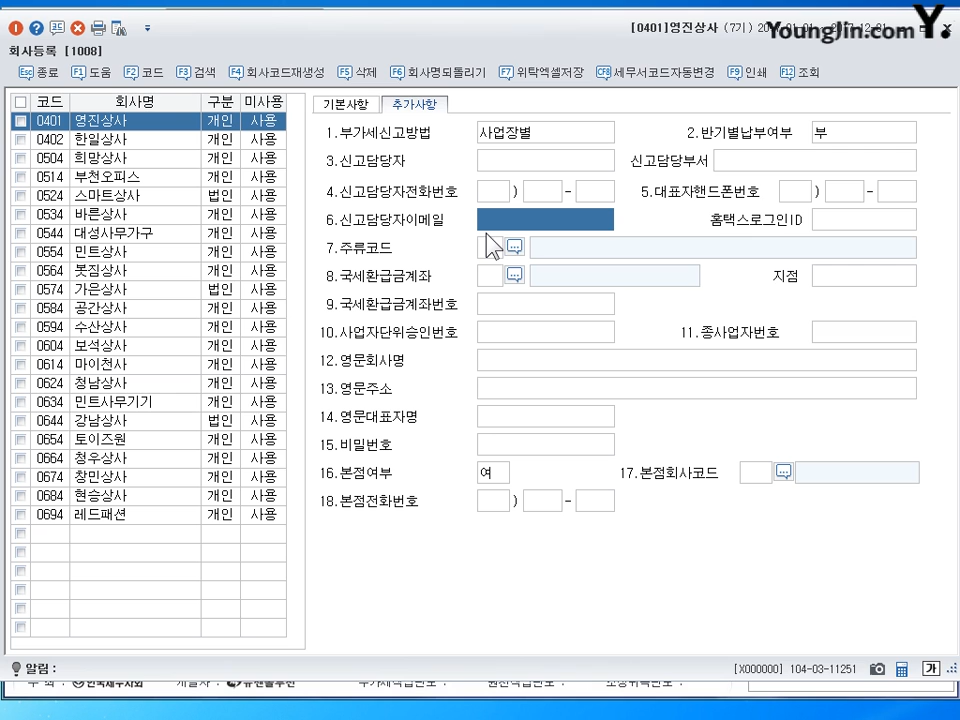 [0401]영진상사 (7기)
YoungJin.com Y.
회사등록 [1008]
Esc 종료 F1 도움 F2 코드 F3 검색 F4 회사코드재생성 F5 삭제 F6 회사명되돌리기 F7 위탁엑셀저장 CF8 세무서코드자동변경 F9 인쇄 F12 조회
코드 회사명 구분 미사용
0401 영진상사 개인 사용
0402 한일상사 개인 사용
0504 희망상사 개인 사용
0514 부천오피스 개인 사용
0524 스마트상사 법인 사용
0534 바른상사 개인 사용
0544 대성사무가구 개인 사용
0554 민트상사 개인 사용
0564 봇짐상사 개인 사용
0574 가은상사 법인 사용
0584 공간상사 개인 사용
0594 수산상사 개인 사용
0604 보석상사 개인 사용
0614 마이천사 개인 사용
0624 청남상사 개인 사용
0634 민트사무기기 개인 사용
0644 강남상사 법인 사용
0654 토이즈원 개인 사용
0664 청우상사 개인 사용
0674 창민상사 개인 사용
0684 현승상사 개인 사용
0694 레드패션 개인 사용
기본사항 추가사항
1.부가세신고방법 사업장별 2.반기별납부여부 부
3.신고담당자 신고담당부서
4.신고담당자전화번호 ) - 5.대표자핸드폰번호 ) -
6.신고담당자이메일 홈택스로그인ID
7.주류코드
8.국세환급금계좌 지점
9.국세환급금계좌번호
10.사업자단위승인번호 11.종사업자번호
12.영문회사명
13.영문주소
14.영문대표자명
15.비밀번호
16.본점여부 여 17.본점회사코드
18.본점전화번호 ) -
알림 :
[X000000] 104-03-11251 가